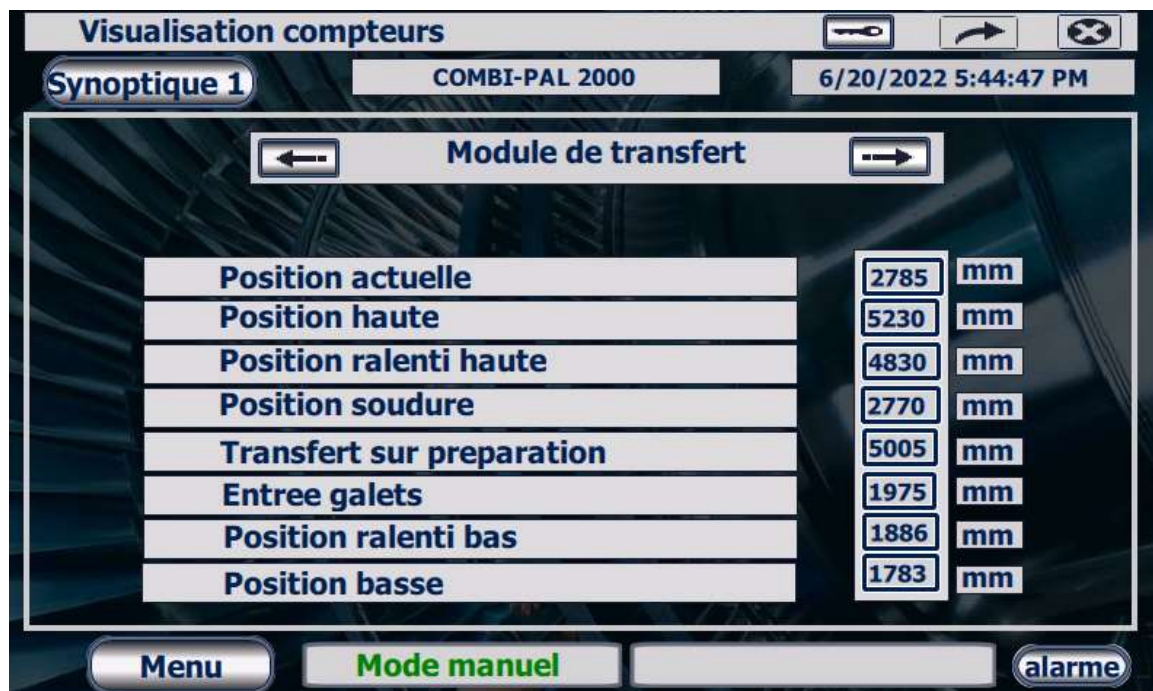 Visualisation compteurs
Synoptique 1 COMBI-PAL 2000 6/20/2022 5:44:47 PM
Module de transfert
Position actuelle 2785 mm
Position haute 5230 mm
Position ralenti haute 4830 mm
Position soudure 2770 mm
Transfert sur preparation 5005 mm
Entree galets 1975 mm
Position ralenti bas 1886 mm
Position basse 1783 mm
Menu Mode manuel alarme